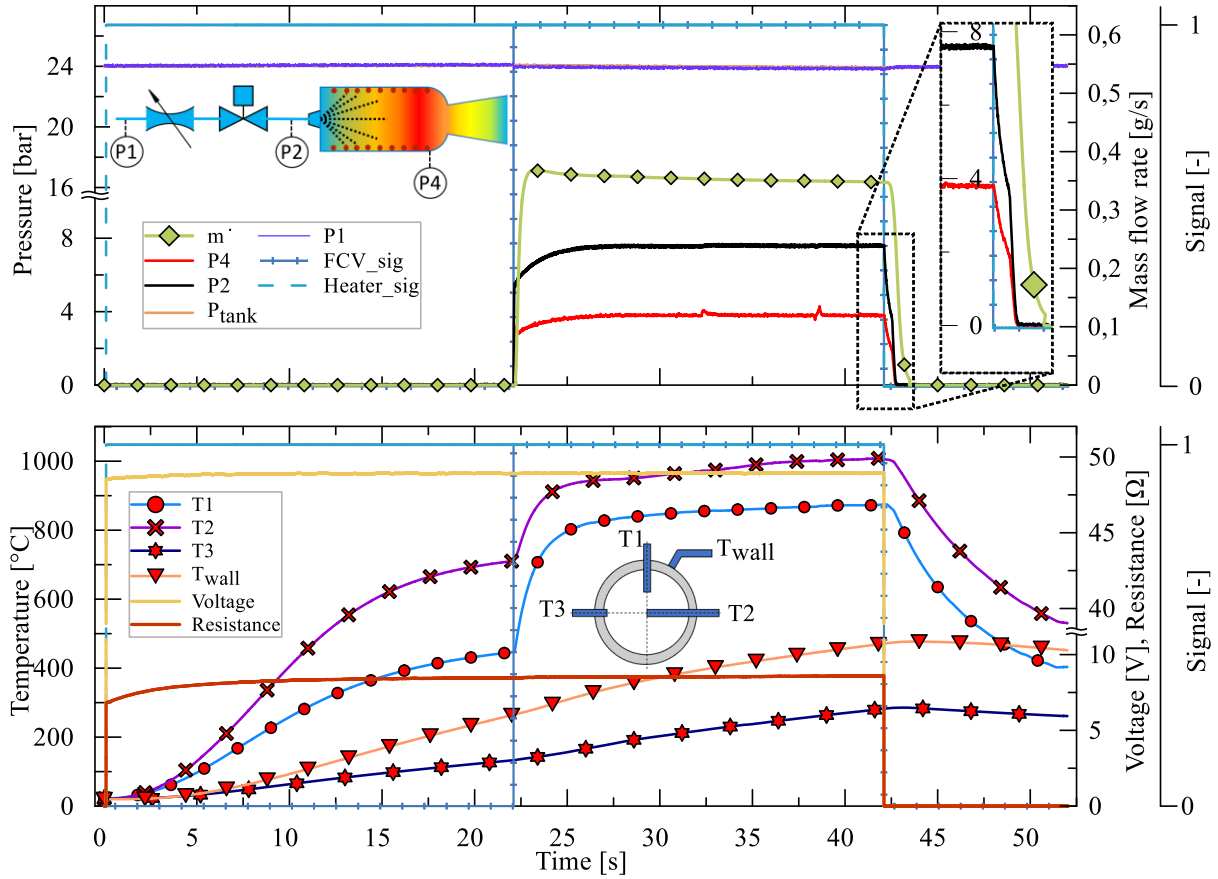 24
20
16
8
4
0
Pressure [bar]
P1
P2
P4
m˙
P4
P2
P_tank
P1
FCV_sig
Heater_sig
8
4
0
0,6
0,5
0,4
0,3
0,2
0,1
0
Mass flow rate [g/s]
1
0
Signal [-]
1000
800
600
400
200
0
Temperature [°C]
T1
T2
T3
T_wall
Voltage
Resistance
T1
T_wall
T3
T2
50
45
40
10
5
0
Voltage [V], Resistance [Ω]
1
0
Signal [-]
0 5 10 15 20 25 30 35 40 45 50
Time [s]